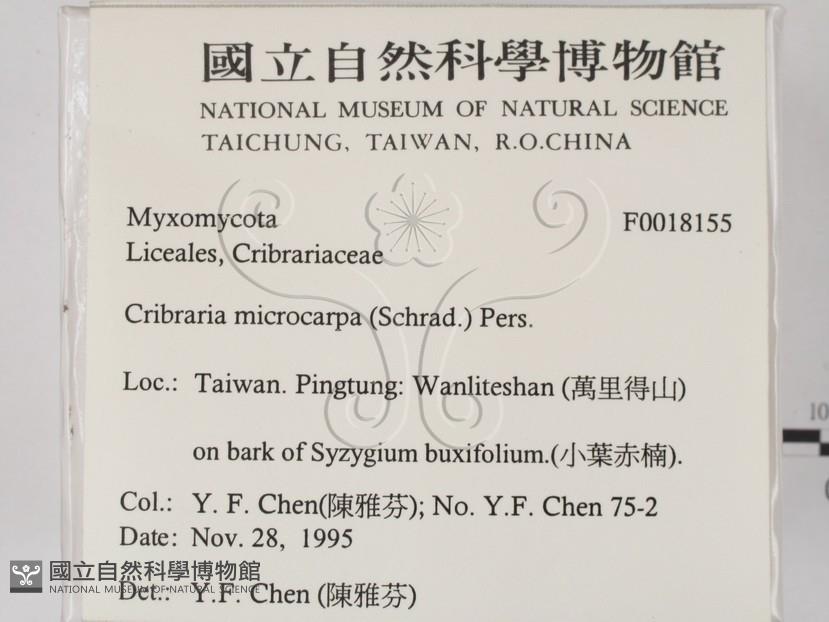 國立自然科學博物館
NATIONAL MUSEUM OF NATURAL SCIENCE
TAICHUNG, TAIWAN, R.O.CHINA
Myxomycota F0018155
Liceales, Cribrariaceae
Cribraria microcarpa (Schrad.) Pers.
Loc.: Taiwan. Pingtung: Wanliteshan (萬里得山)
on bark of Syzygium buxifolium.(小葉赤楠).
Col.: Y. F. Chen(陳雅芬); No. Y.F. Chen 75-2
Date: Nov. 28, 1995
Det.: Y.F. Chen (陳雅芬)
國立自然科學博物館
NATIONAL MUSEUM OF NATURAL SCIENCE
10